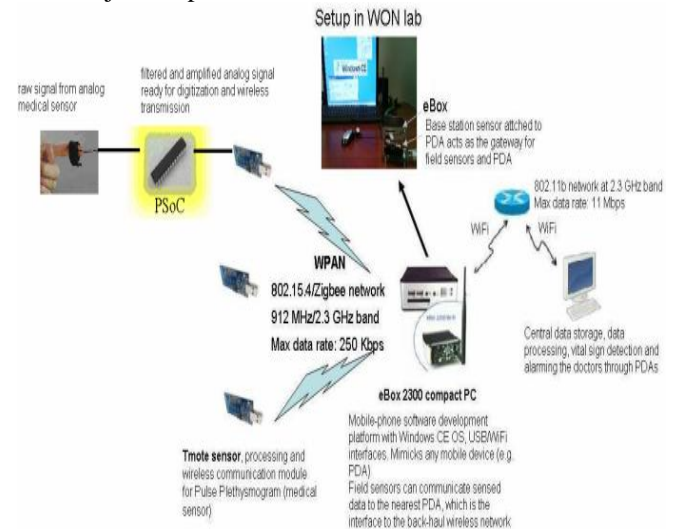 Setup in WON lab
raw signal from analog
medical sensor
filtered and amplified analog signal
ready for digitization and wireless
transmission
PSoC
eBox
Base station sensor attched to
PDA acts as the gateway for
field sensors and PDA
802.11b network at 2.3 GHz band
Max data rate: 11 Mbps
WiFi
WiFi
WPAN
802.15.4/Zigbee network
912 MHz/2.3 GHz band
Max data rate: 250 Kbps
Central data storage, data
processing, vital sign detection and
alarming the doctors through PDAs
eBox 2300 compact PC
Mobile-phone software development
platform with Windows CE OS, USB/WiFi
interfaces. Mimicks any mobile device (e.g.
PDA)
Field sensors can communicate sensed
data to the nearest PDA, which is the
interface to the back-haul wireless network
Tmote sensor, processing and
wireless communication module
for Pulse Plethysmogram (medical
sensor)